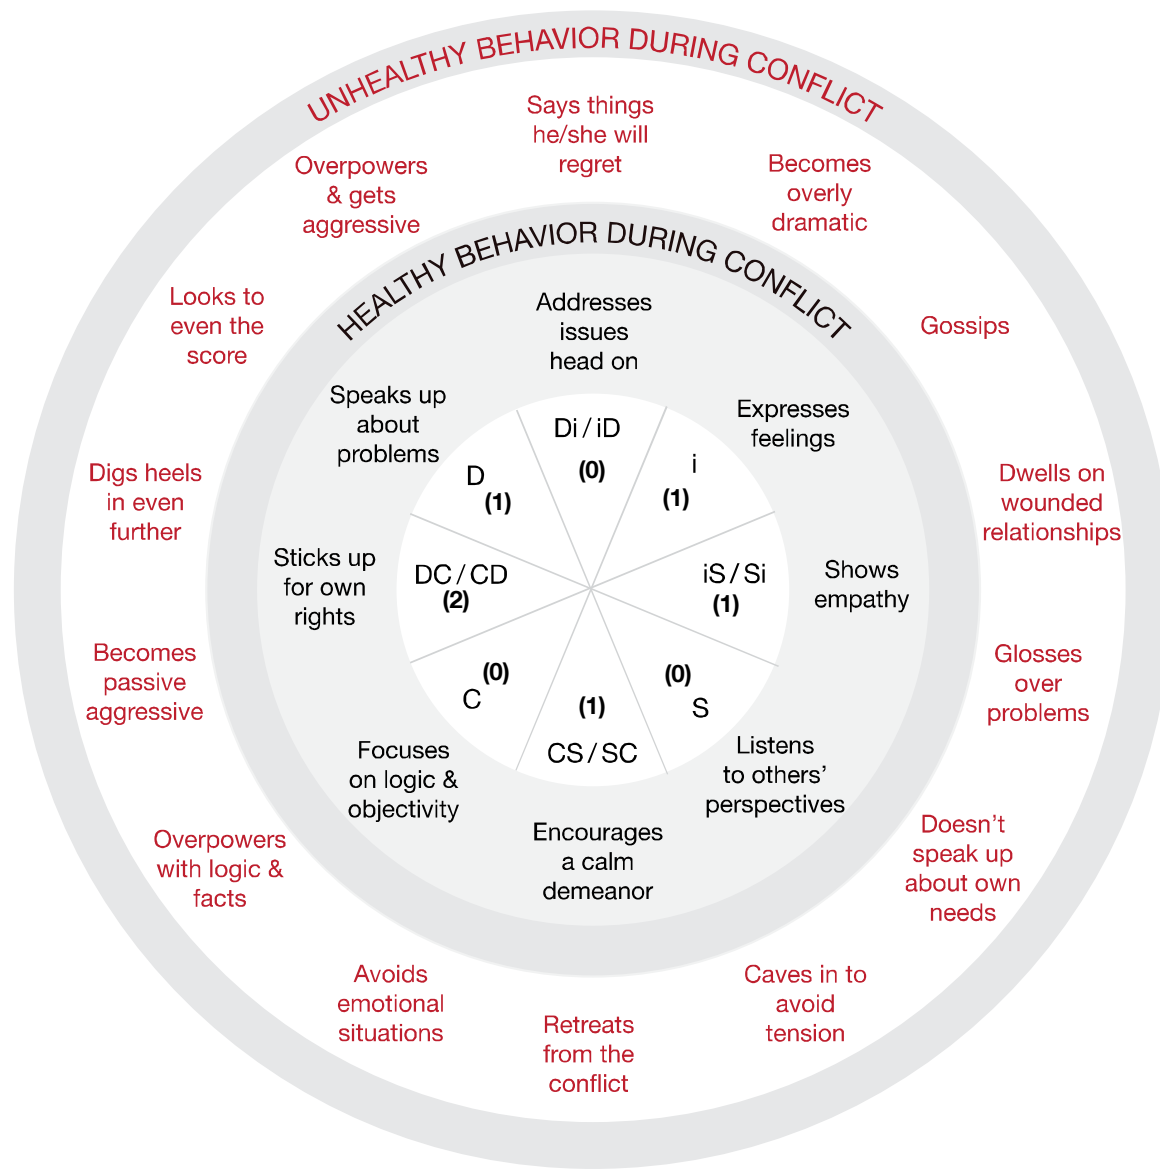 UNHEALTHY BEHAVIOR DURING CONFLICT
Says things
he/she will
regret
Becomes
overly
dramatic
Gossips
Dwells on
wounded
relationships
Glosses
over
problems
Doesn't
speak up
about own
needs
Caves in to
avoid
tension
Retreats
from the
conflict
Avoids
emotional
situations
Overpowers
with logic &
facts
Becomes
passive
aggressive
Digs heels
in even
further
Looks to
even the
score
Overpowers
& gets
aggressive
HEALTHY BEHAVIOR DURING CONFLICT
Addresses
issues
head on
Expresses
feelings
Shows
empathy
Listens
to others’
perspectives
Encourages
a calm
demeanor
Focuses
on logic &
objectivity
Sticks up
for own
rights
Speaks up
about
problems
Di / iD
(0)
i
(1)
iS / Si
(1)
(0)
S
(1)
CS / SC
(0)
C
DC / CD
(2)
D
(1)